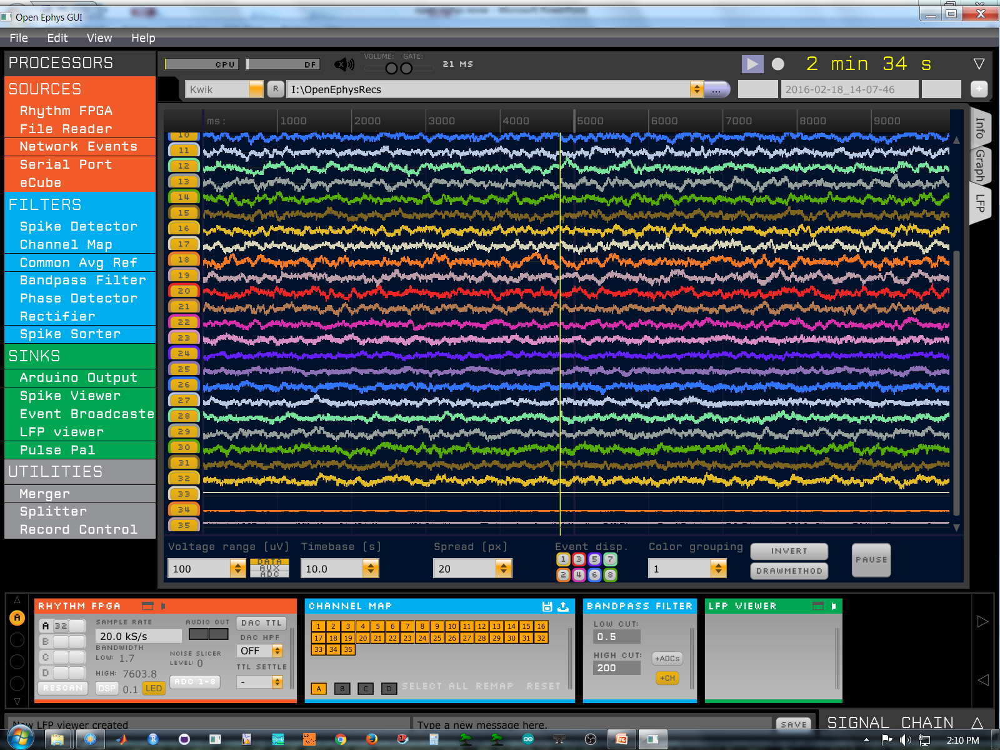 Open Ephys GUI
File Edit View Help
PROCESSORS
SOURCES
Rhythm FPGA
File Reader
Network Events
Serial Port
eCube
FILTERS
Spike Detector
Channel Map
Common Avg Ref
Bandpass Filter
Phase Detector
Rectifier
Spike Sorter
SINKS
Arduino Output
Spike Viewer
Event Broadcaste
LFP viewer
Pulse Pal
UTILITIES
Merger
Splitter
Record Control
CPU DF VOLUME: GATE: 21 MS 2 min 34 s
Kwik R I:\OpenEphysRecs ... 2016-02-18_14-07-46 +
Info
Graph
LFP
ms: 1000 2000 3000 4000 5000 6000 7000 8000 9000
10
11
12
13
14
15
16
17
18
19
20
21
22
23
24
25
26
27
28
29
30
31
32
33
34
35
Voltage range (uV) Timebase (s) Spread (px) Event disp. Color grouping
100 DATA AUX ADC 10.0 20 1 3 5 7 1 INVERT PAUSE
2 4 6 8 DRAWMETHOD
A
RHYTHM FPGA
A 32
B
C
D
RESCAN
SAMPLE RATE
20.0 kS/s
BANDWIDTH
LOW: 1.7
HIGH: 7603.8
DSP 0.1 LED
AUDIO OUT
NOISE SLICER
LEVEL: 0
ADC 1-8
DAC TTL
DAC HPF
OFF
TTL SETTLE
-
CHANNEL MAP
1 2 3 4 5 6 7 8 9 10 11 12 13 14 15 16
17 18 19 20 21 22 23 24 25 26 27 28 29 30 31 32
33 34 35
A B C D SELECT ALL REMAP RESET
BANDPASS FILTER
LOW CUT:
0.5
HIGH CUT:
200
+ADCs
+CH
LFP VIEWER
New LFP viewer created
Type a new message here.
SAVE
SIGNAL CHAIN
2:10 PM